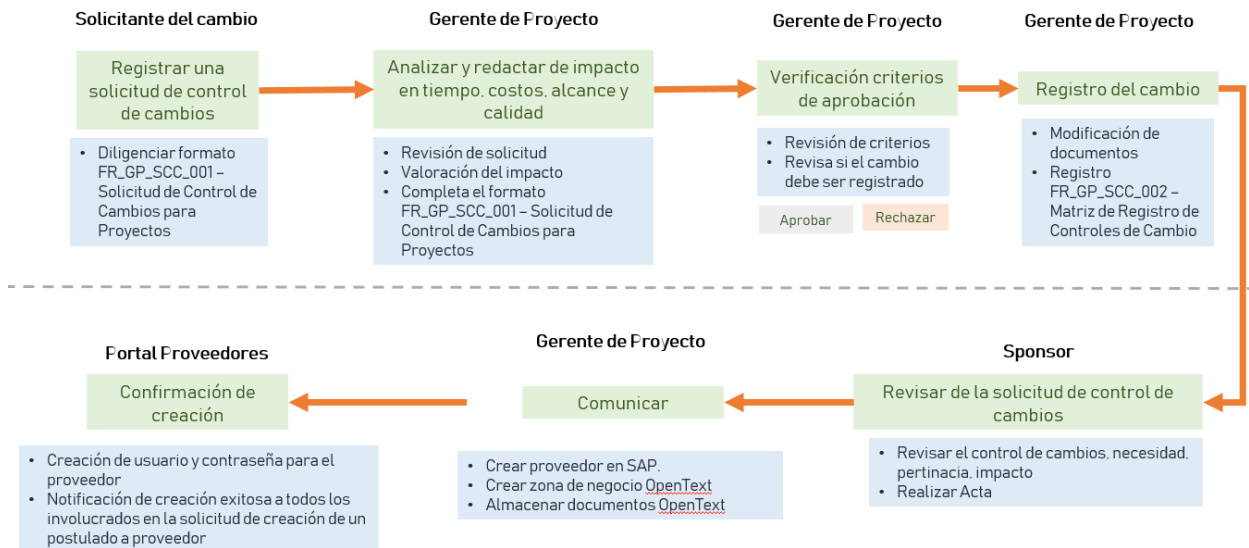 Solicitante del cambio
Registrar una
solicitud de control
de cambios
• Diligenciar formato
FR_GP_SCC_001 –
Solicitud de Control de
Cambios para
Proyectos
Gerente de Proyecto
Analizar y redactar de impacto
en tiempo, costos, alcance y
calidad
• Revisión de solicitud
• Valoración del impacto
• Completa el formato
FR_GP_SCC_001 – Solicitud de
Control de Cambios para
Proyectos
Gerente de Proyecto
Verificación criterios
de aprobación
• Revisión de criterios
• Revisa si el cambio
debe ser registrado
Aprobar
Rechazar
Gerente de Proyecto
Registro del cambio
• Modificación de
documentos
• Registro
FR_GP_SCC_002 –
Matriz de Registro de
Controles de Cambio
Sponsor
Revisar de la solicitud de control de
cambios
• Revisar el control de cambios, necesidad,
pertinacia, impacto
• Realizar Acta
Gerente de Proyecto
Comunicar
• Crear proveedor en SAP.
• Crear zona de negocio OpenText
• Almacenar documentos OpenText
Portal Proveedores
Confirmación de
creación
• Creación de usuario y contraseña para el
proveedor
• Notificación de creación exitosa a todos los
involucrados en la solicitud de creación de un
postulado a proveedor